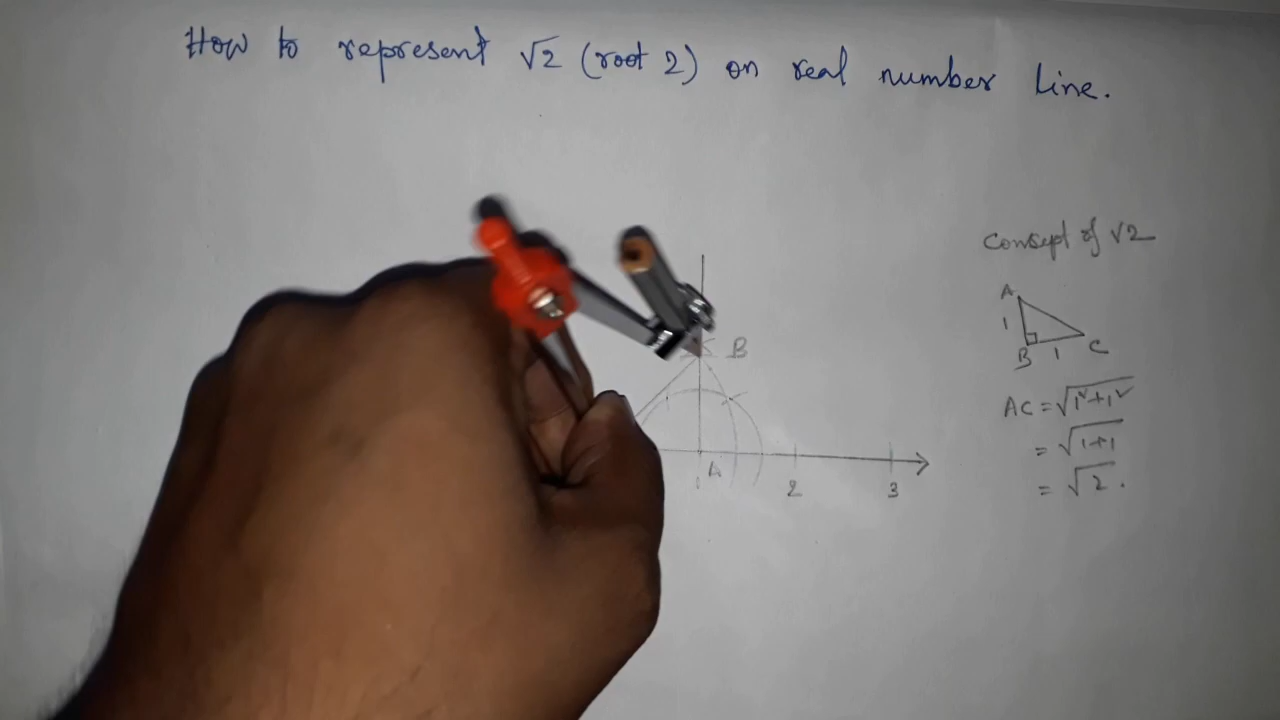 How to represent √2 (root 2) on real number line.
Concept of √2
A
1
B 1 C
AC = √1²+1²
= √1+1
= √2.
B
A
1 2 3